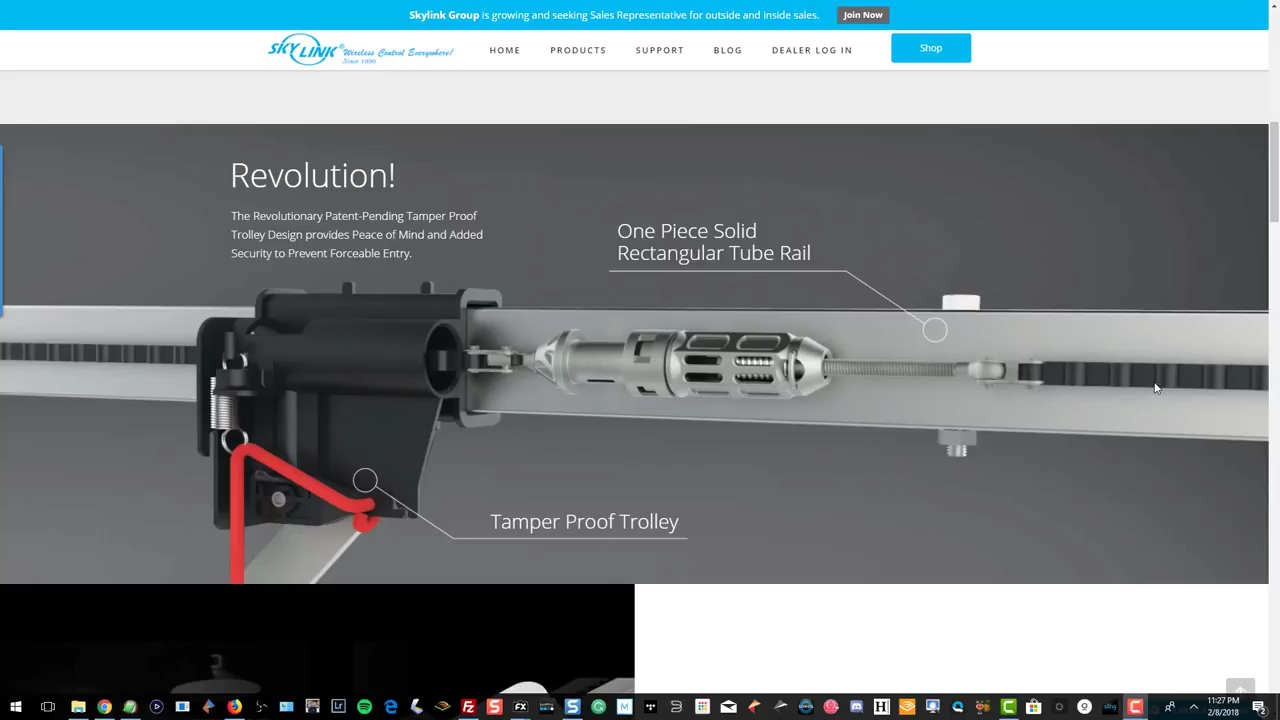 Skylink Group is growing and seeking Sales Representative for outside and inside sales.
Join Now
SKYLINK® Wireless Control Everywhere!
Since 1990
HOME
PRODUCTS
SUPPORT
BLOG
DEALER LOG IN
Shop
Revolution!
The Revolutionary Patent-Pending Tamper Proof
Trolley Design provides Peace of Mind and Added
Security to Prevent Forceable Entry.
One Piece Solid
Rectangular Tube Rail
Tamper Proof Trolley
11:27 PM
2/8/2018